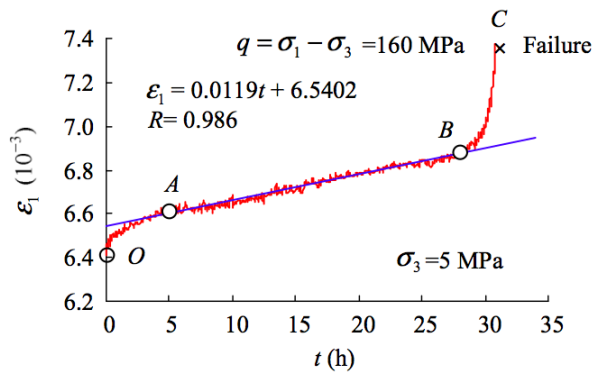 C
7.4
q = σ₁ − σ₃ =160 MPa
Failure
7.2
ε₁ = 0.0119t + 6.5402
R= 0.986
7.0
B
ε₁ (10⁻³)
6.8
A
6.6
6.4
O
σ₃ =5 MPa
6.2
0 5 10 15 20 25 30 35
t (h)